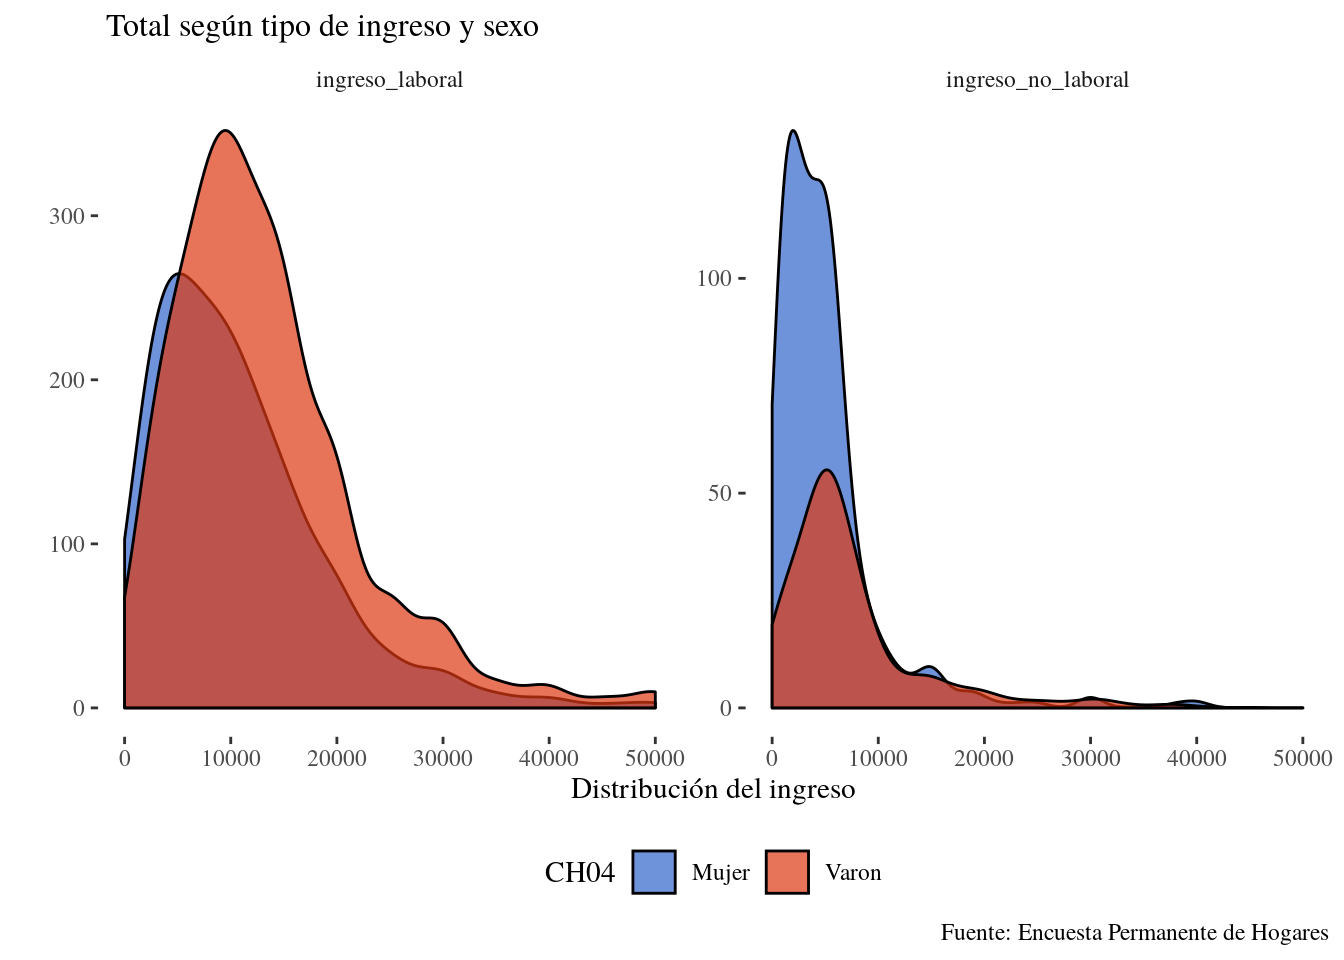 Total según tipo de ingreso y sexo
ingreso_laboral
ingreso_no_laboral
300
200
100
0
100
50
0
0 10000 20000 30000 40000 50000
0 10000 20000 30000 40000 50000
Distribución del ingreso
CH04 Mujer Varon
Fuente: Encuesta Permanente de Hogares